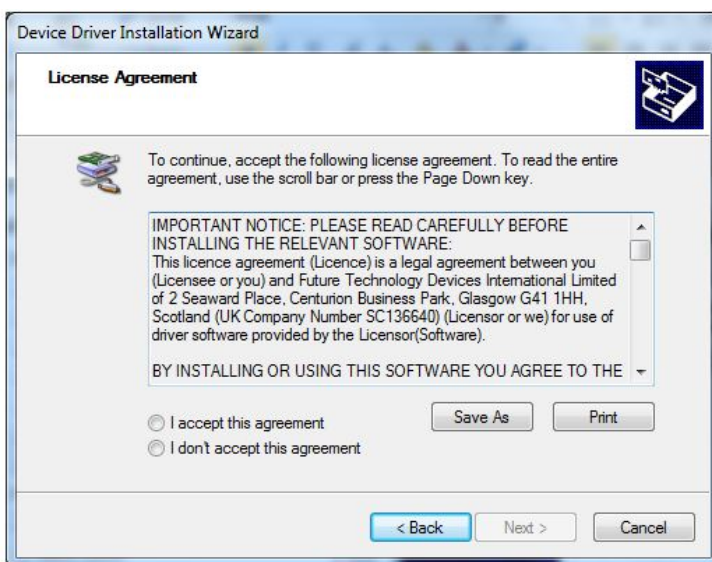 Device Driver Installation Wizard
License Agreement
To continue, accept the following license agreement. To read the entire
agreement, use the scroll bar or press the Page Down key.
IMPORTANT NOTICE: PLEASE READ CAREFULLY BEFORE
INSTALLING THE RELEVANT SOFTWARE:
This licence agreement (Licence) is a legal agreement between you
(Licensee or you) and Future Technology Devices International Limited
of 2 Seaward Place, Centurion Business Park, Glasgow G41 1HH,
Scotland (UK Company Number SC136640) (Licensor or we) for use of
driver software provided by the Licensor(Software).
BY INSTALLING OR USING THIS SOFTWARE YOU AGREE TO THE
I accept this agreement
Save As
Print
I don't accept this agreement
< Back
Next >
Cancel